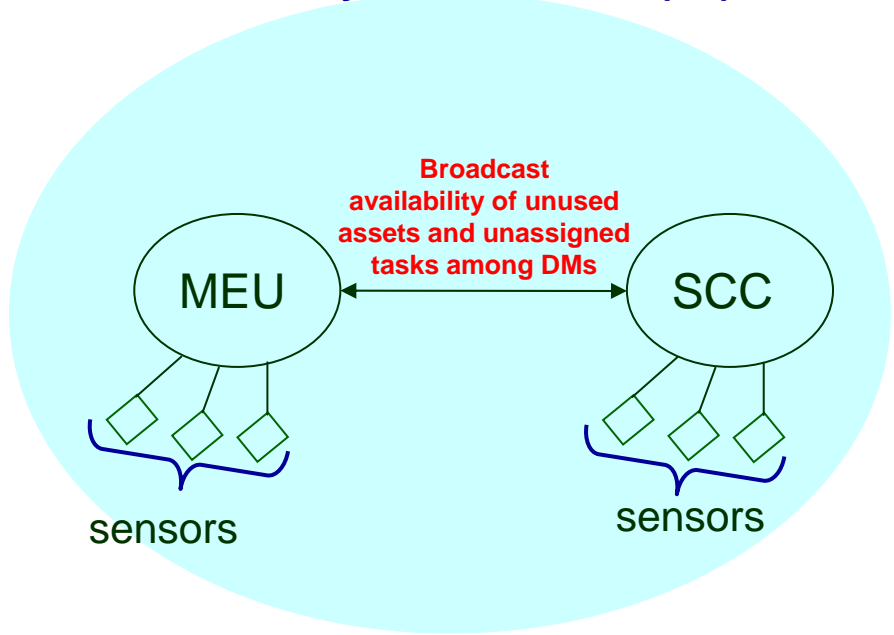 Broadcast
availability of unused
assets and unassigned
tasks among DMs
MEU
SCC
sensors
sensors